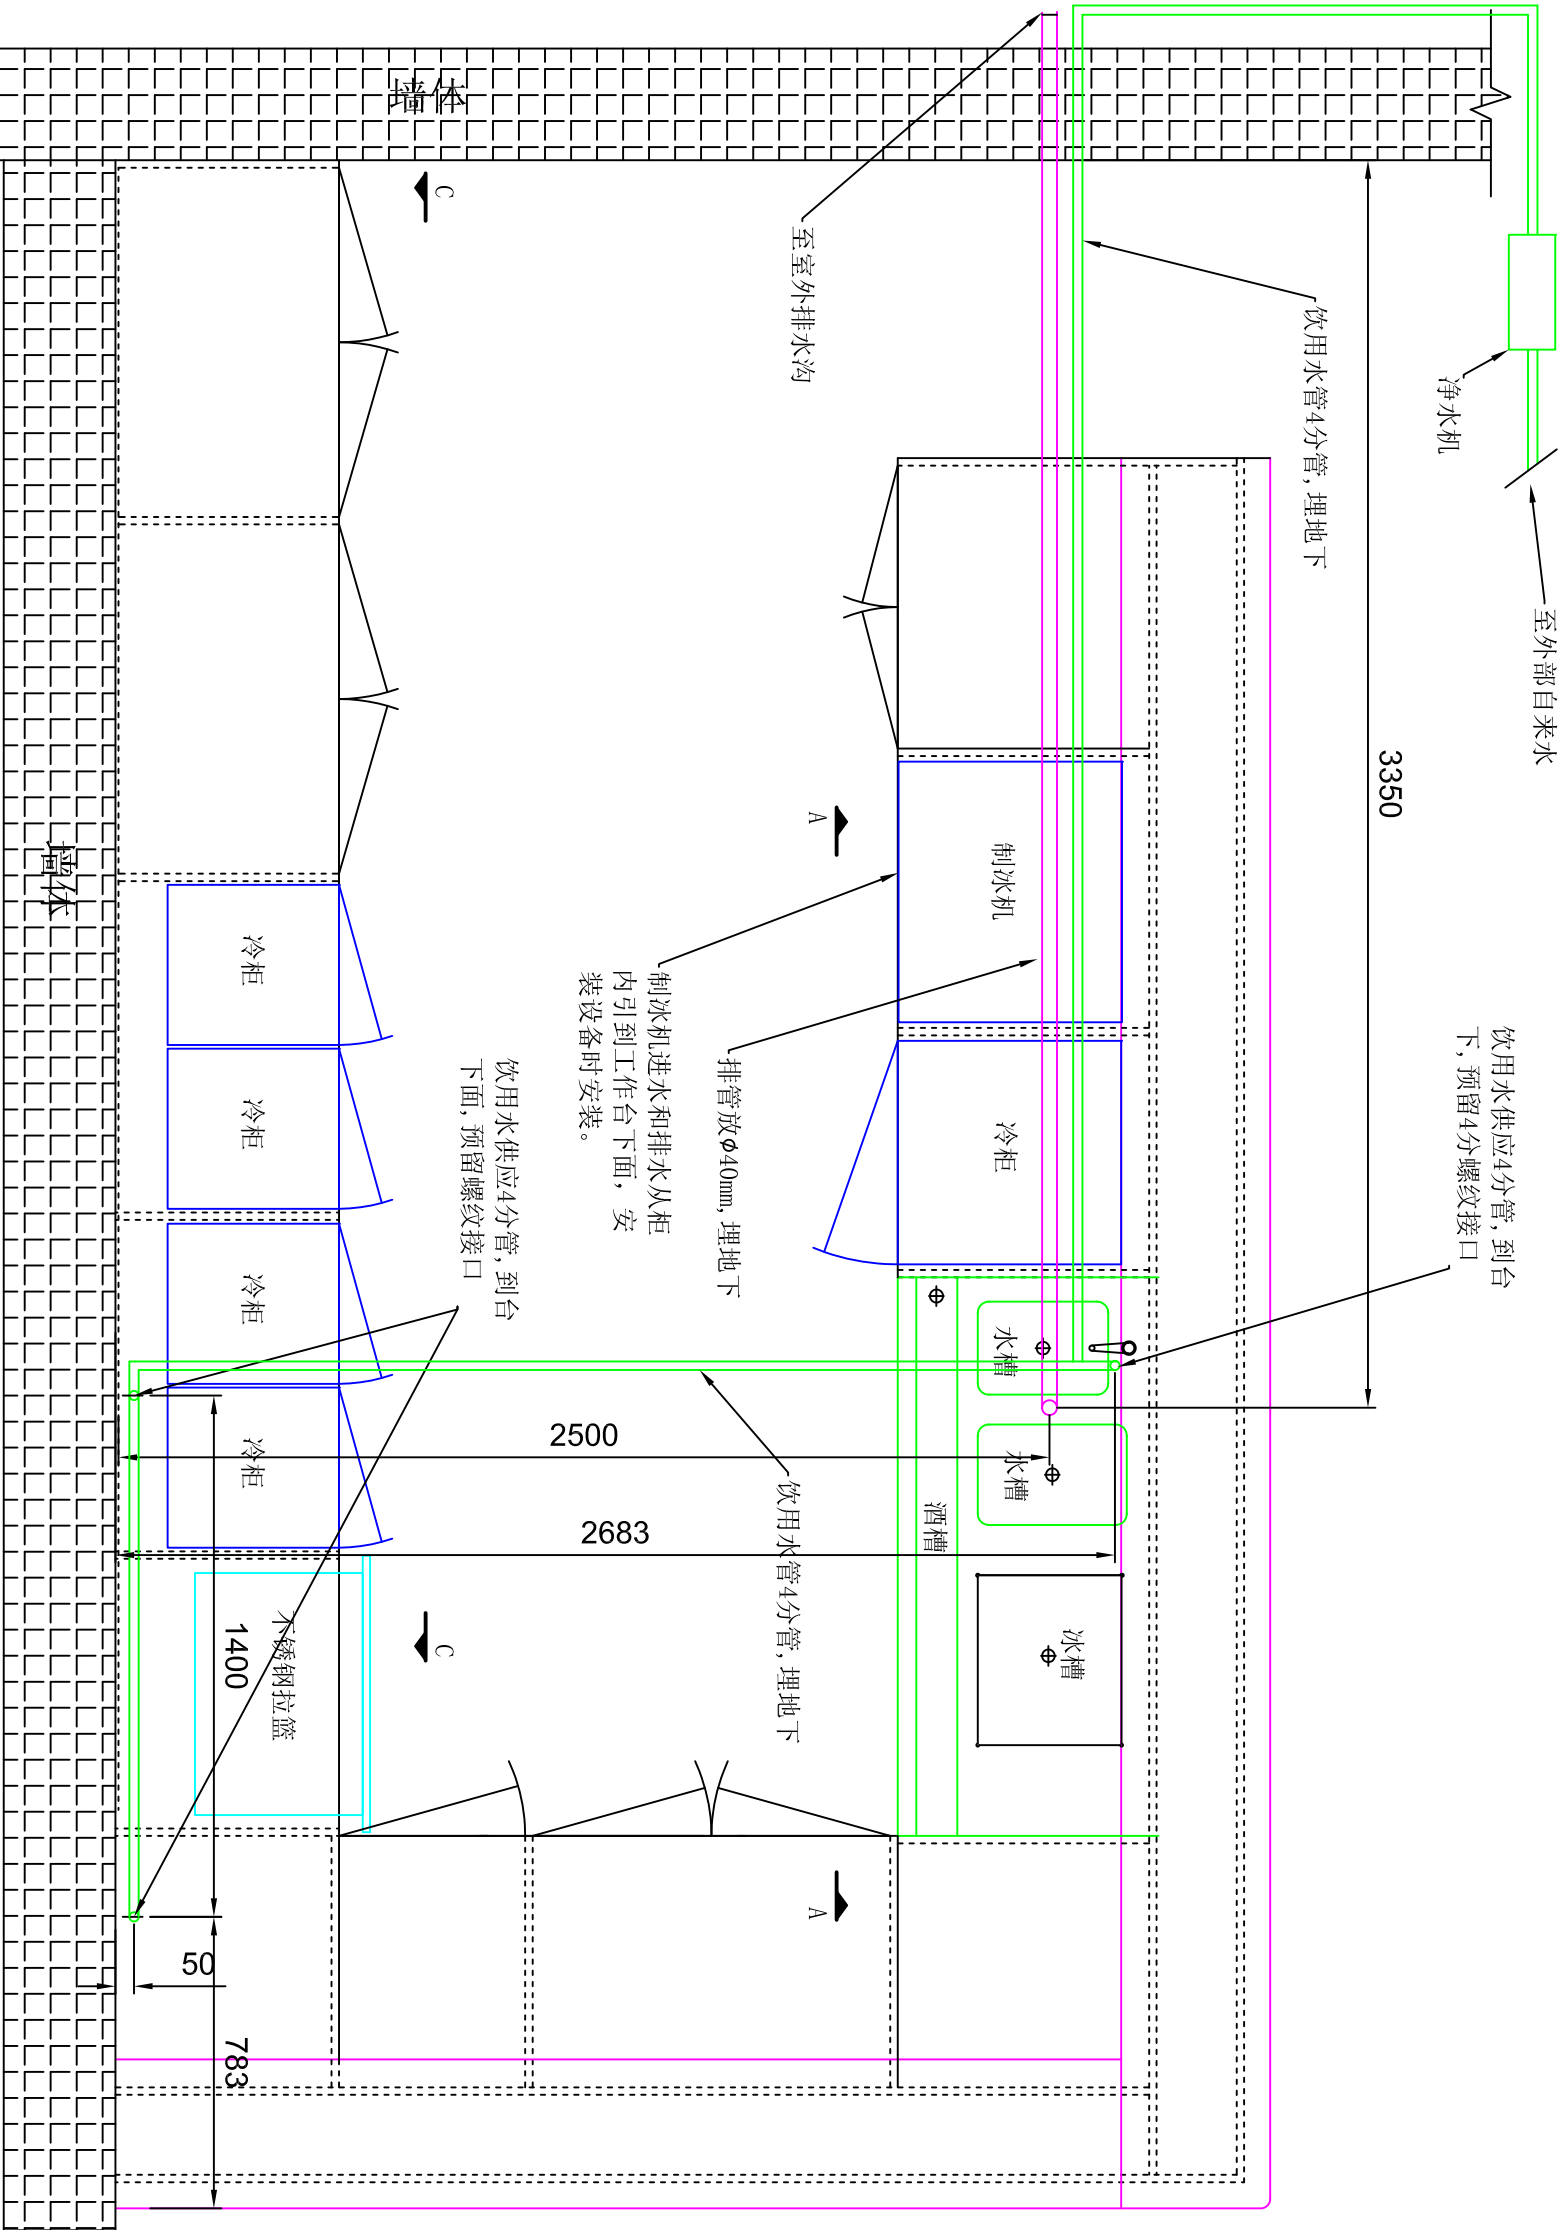 墙体
墙体
C
C
A
A
至室外排水沟
饮用水管4分管,埋地下
净水机
至外部自来水
3350
制冰机
冷柜
水槽
水槽
酒槽
冰槽
饮用水供应4分管,到台
下,预留4分螺纹接口
排管放φ40mm,埋地下
制冰机进水和排水从柜
内引到工作台下面，安
装设备时安装。
饮用水供应4分管,到台
下面,预留螺纹接口
冷柜
冷柜
冷柜
冷柜
2500
2683
饮用水管4分管,埋地下
不锈钢拉篮
1400
50
783